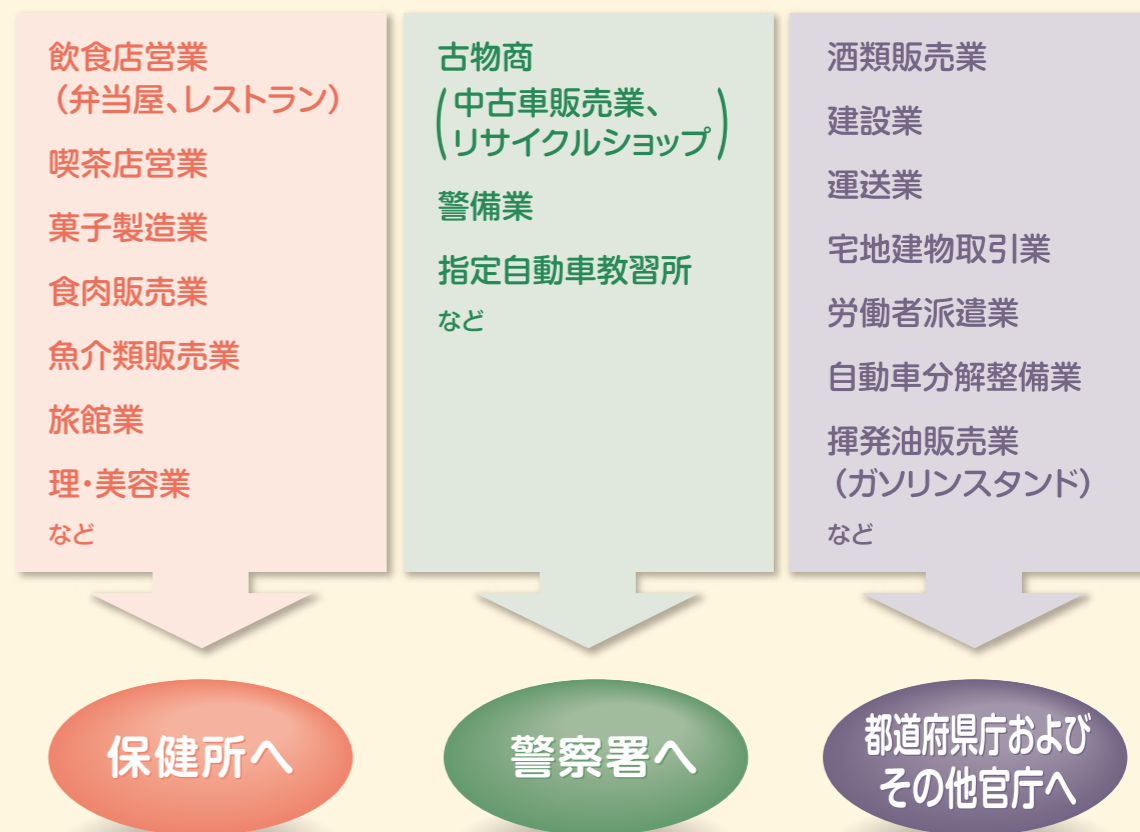 飲食店営業
（弁当屋、レストラン）
喫茶店営業
菓子製造業
食肉販売業
魚介類販売業
旅館業
理・美容業
など
保健所へ
古物商
（中古車販売業、
リサイクルショップ）
警備業
指定自動車教習所
など
警察署へ
酒類販売業
建設業
運送業
宅地建物取引業
労働者派遣業
自動車分解整備業
揮発油販売業
（ガソリンスタンド）
など
都道府県庁および
その他官庁へ